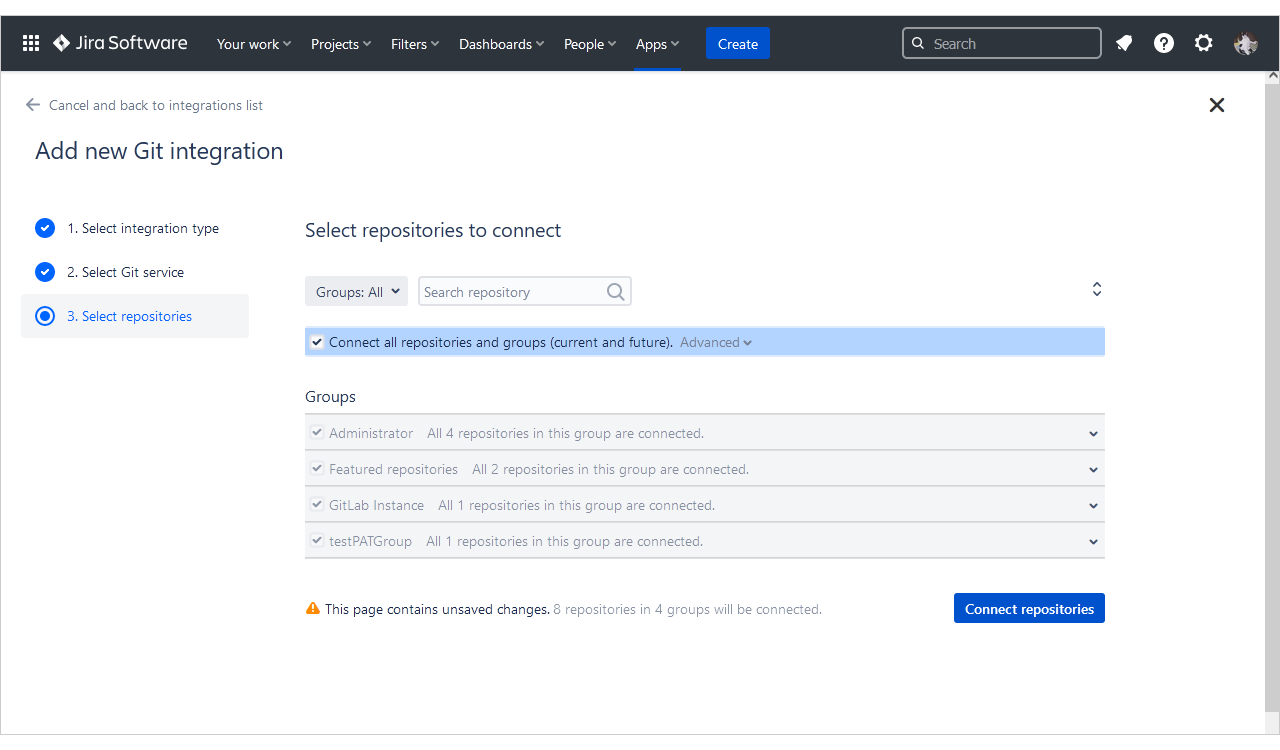 Jira Software Your work Projects Filters Dashboards People Apps Create Search
Cancel and back to integrations list
Add new Git integration
1. Select integration type
2. Select Git service
3. Select repositories
Select repositories to connect
Groups: All Search repository
Connect all repositories and groups (current and future). Advanced
Groups
Administrator All 4 repositories in this group are connected.
Featured repositories All 2 repositories in this group are connected.
GitLab Instance All 1 repositories in this group are connected.
testPATGroup All 1 repositories in this group are connected.
This page contains unsaved changes. 8 repositories in 4 groups will be connected. Connect repositories